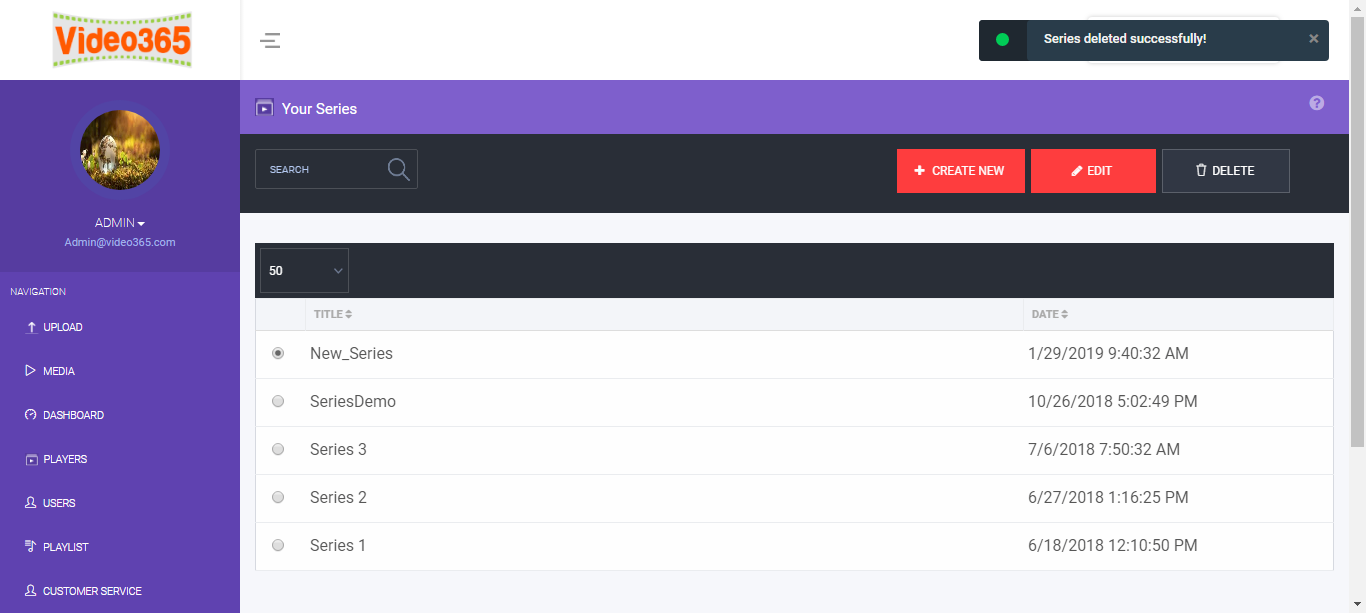 Video365
Series deleted successfully! ×
Your Series
?
ADMIN
Admin@video365.com
NAVIGATION
UPLOAD
MEDIA
DASHBOARD
PLAYERS
USERS
PLAYLIST
CUSTOMER SERVICE
SEARCH
CREATE NEW EDIT DELETE
50
TITLE DATE
New_Series 1/29/2019 9:40:32 AM
SeriesDemo 10/26/2018 5:02:49 PM
Series 3 7/6/2018 7:50:32 AM
Series 2 6/27/2018 1:16:25 PM
Series 1 6/18/2018 12:10:50 PM